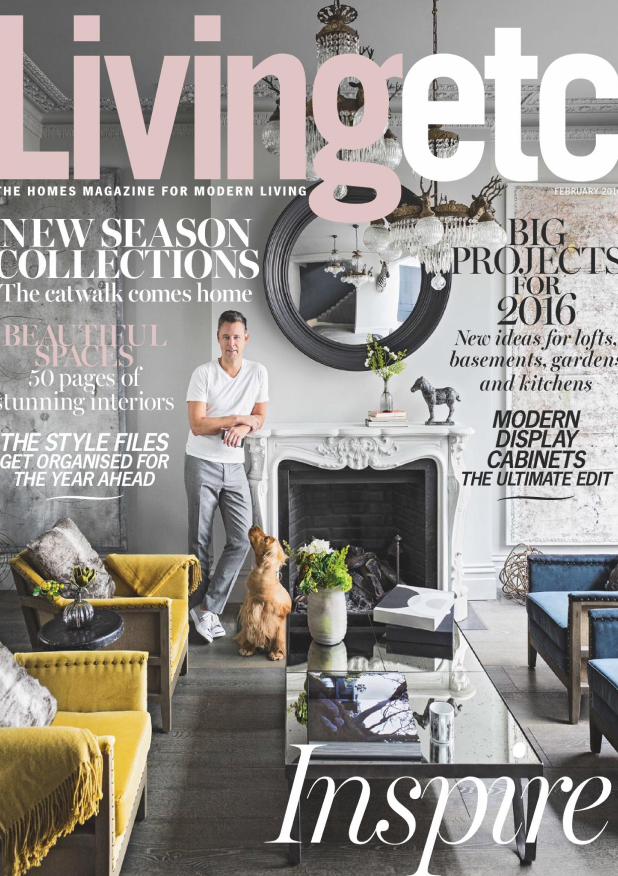 Livingetc
THE HOMES MAGAZINE FOR MODERN LIVING
FEBRUARY 2016
NEW SEASON
COLLECTIONS
The catwalk comes home
BEAUTIFUL
SPACES
50 pages of
stunning interiors
THE STYLE FILES
GET ORGANISED FOR
THE YEAR AHEAD
BIG
PROJECTS
FOR
2016
New ideas for lofts,
basements, gardens
and kitchens
MODERN
DISPLAY
CABINETS
THE ULTIMATE EDIT
Inspire